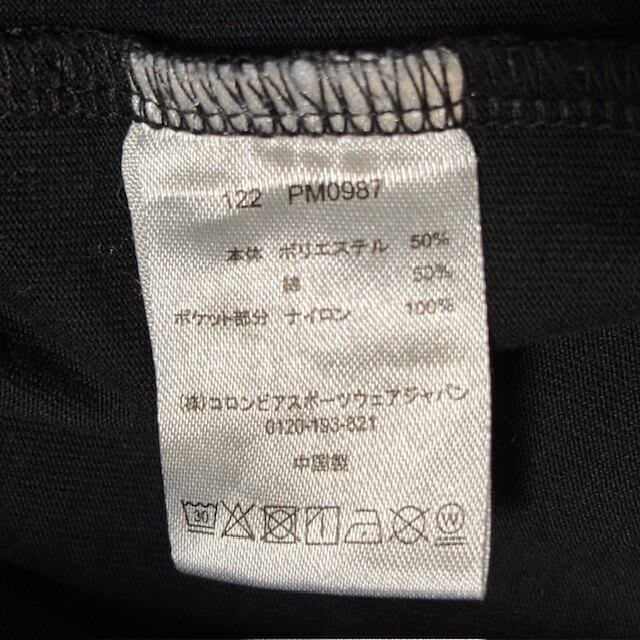 122 PM0987
本体 ポリエステル 50%
綿 50%
ポケット部分 ナイロン 100%
(株)コロンビアスポーツウェアジャパン
0120-193-821
中国製
30 W